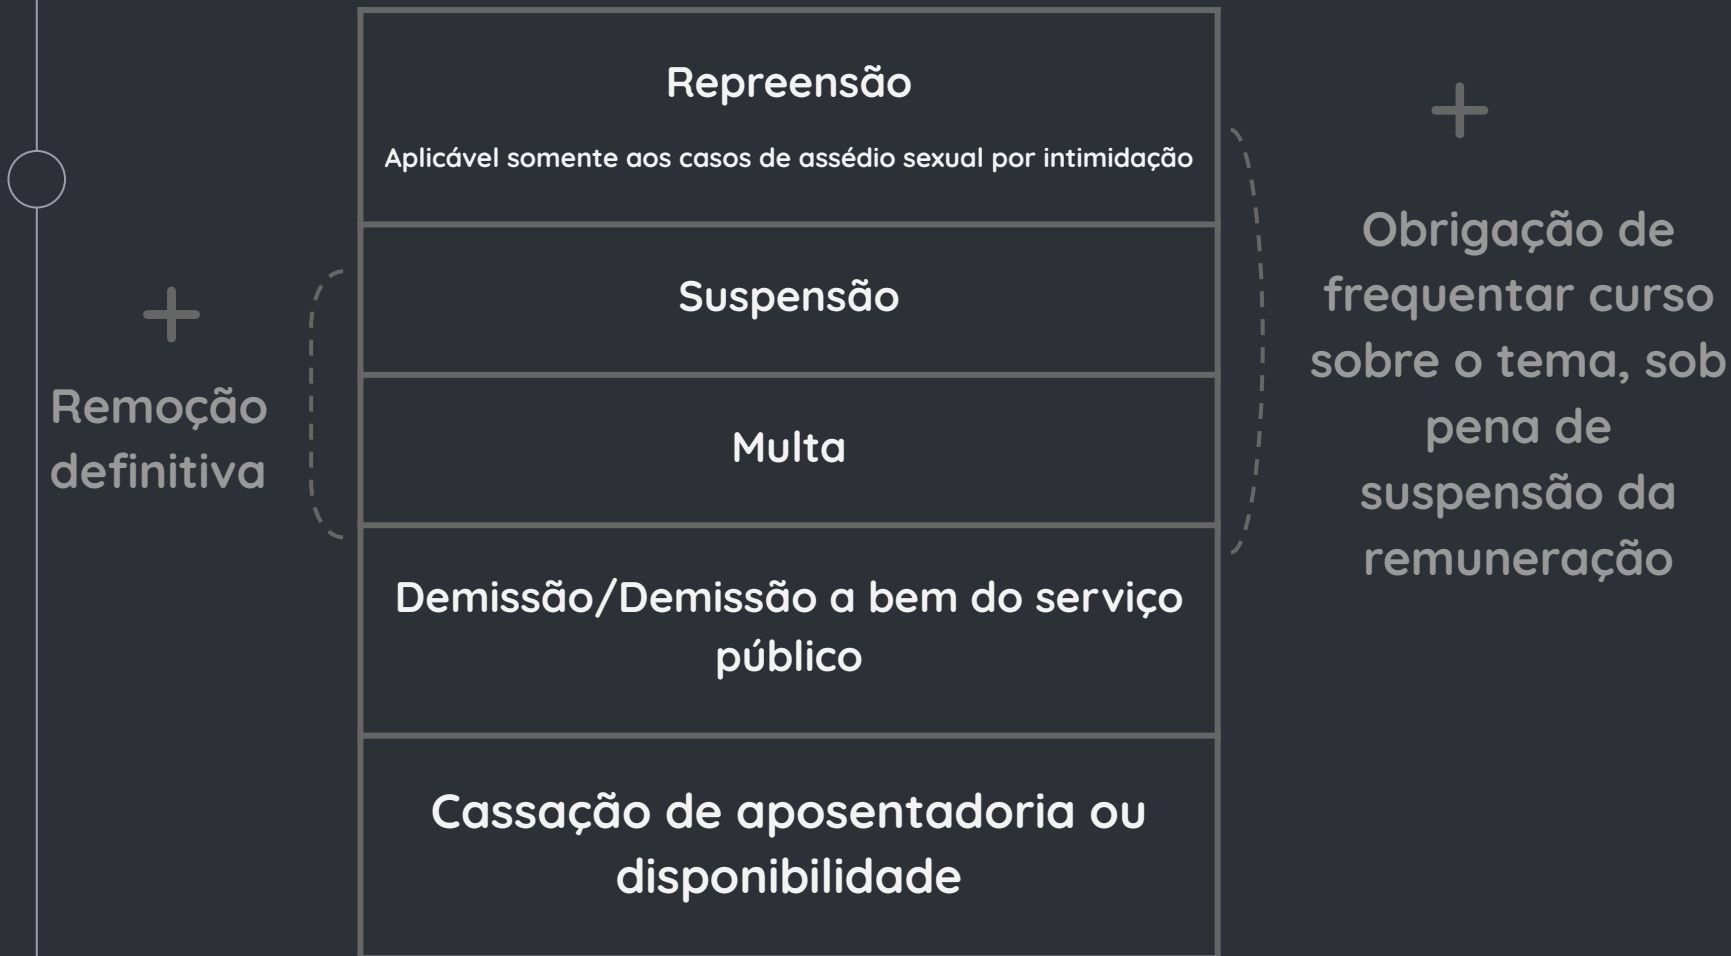 Repreensão
Aplicável somente aos casos de assédio sexual por intimidação
Suspensão
Multa
Demissão/Demissão a bem do serviço
público
Cassação de aposentadoria ou
disponibilidade
+
Remoção
definitiva
+
Obrigação de
frequentar curso
sobre o tema, sob
pena de
suspensão da
remuneração